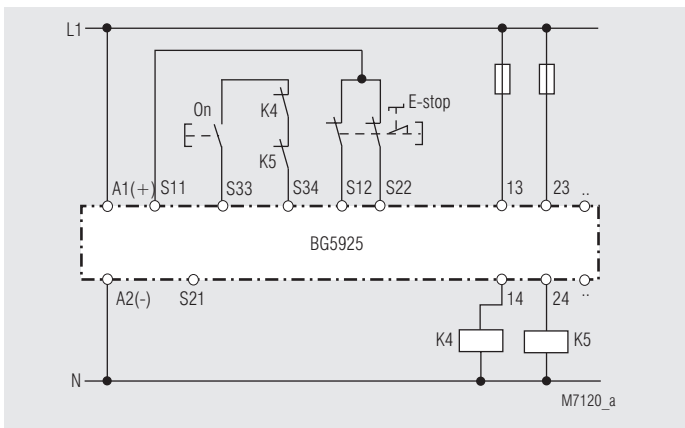 L1
On
K4
K5
E-stop
A1(+)
S11
S33
S34
S12
S22
13
23
..
BG5925
A2(-)
S21
14
24
..
K4
K5
N
M7120_a